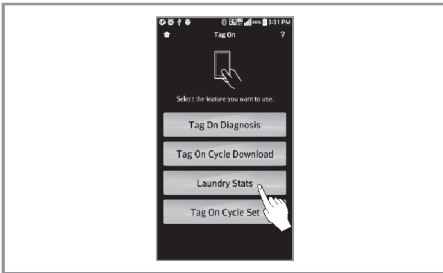 3:31 PM
Tag On
?
Select the feature you want to use.
Tag On Diagnosis
Tag On Cycle Download
Laundry Stats
Tag On Cycle Set